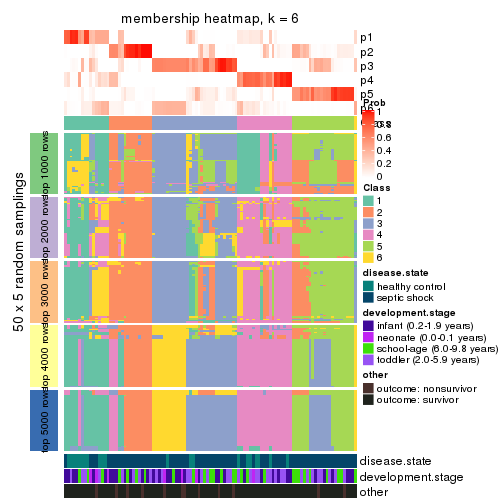 membership heatmap, k = 6
p1
p2
p3
p4
p5
p6
Prob
1
0.8
0.6
0.4
0.2
0
Class
1
2
3
4
5
6
disease.state
healthy control
septic shock
development.stage
infant (0.2-1.9 years)
neonate (0.0-0.1 years)
school-age (6.0-9.8 years)
toddler (2.0-5.9 years)
other
outcome: nonsurvivor
outcome: survivor
50 x 5 random samplings
top 1000 rows
top 2000 rows
top 3000 rows
top 4000 rows
top 5000 rows
disease.state
development.stage
other